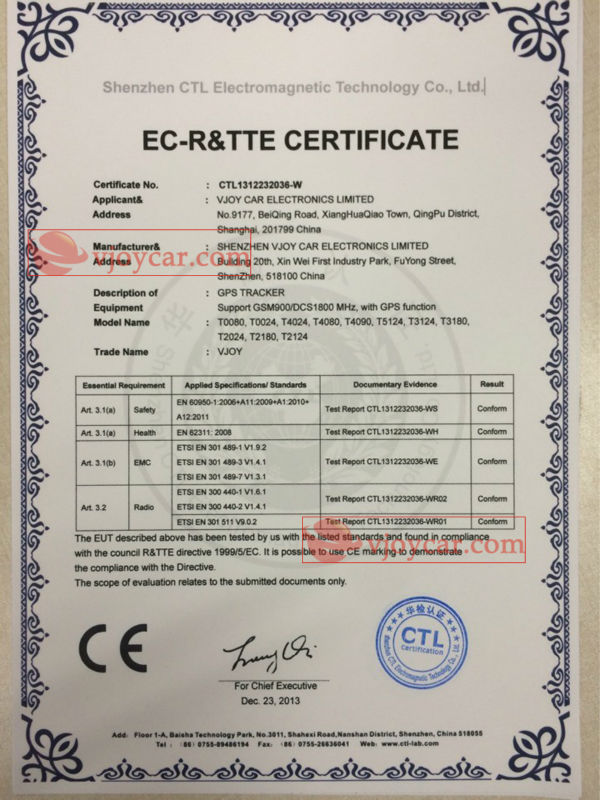 Shenzhen CTL Electromagnetic Technology Co., Ltd.
EC-R&TTE CERTIFICATE
Certificate No. : CTL1312232036-W
Applicant& : VJOY CAR ELECTRONICS LIMITED
Address No.9177, BeiQing Road, XiangHuaQiao Town, QingPu District,
Shanghai, 201799 China
Manufacturer& : SHENZHEN VJOY CAR ELECTRONICS LIMITED
Address Building 20th, Xin Wei First Industry Park, FuYong Street,
ShenZhen, 518100 China
vjoycar.com
Description of : GPS TRACKER
Equipment Support GSM900/DCS1800 MHz, with GPS function
Model Name : T0080, T0024, T4024, T4080, T4090, T5124, T3124, T3180,
T2024, T2180, T2124
Trade Name : VJOY
Essential Requirement Applied Specifications/ Standards Documentary Evidence Result
Art. 3.1(a) Safety EN 60950-1:2006+A11:2009+A1:2010+ Test Report CTL1312232036-WS Conform
A12:2011
Art. 3.1(a) Health EN 62311: 2008 Test Report CTL1312232036-WH Conform
ETSI EN 301 489-1 V1.9.2
Art. 3.1(b) EMC ETSI EN 301 489-3 V1.4.1 Test Report CTL1312232036-WE Conform
ETSI EN 301 489-7 V1.3.1
ETSI EN 300 440-1 V1.6.1
Art. 3.2 Radio ETSI EN 300 440-2 V1.4.1 Test Report CTL1312232036-WR02 Conform
ETSI EN 301 511 V9.0.2 Test Report CTL1312232036-WR01 Conform
The EUT described above has been tested by us with the listed standards and found in compliance
with the council R&TTE directive 1999/5/EC. It is possible to use CE marking to demonstrate
the compliance with the Directive.
vjoycar.com
The scope of evaluation relates to the submitted documents only.
CE
华检认证
CTL
certification
Shenzhen CTL Electromagnetic Technology Co., Ltd.
For Chief Executive
Dec. 23, 2013
Add: Floor 1-A, Baisha Technology Park, No.3011, Shahexi Road,Nanshan District, Shenzhen, China 518055
Tel : (86) 0755-89486194 Fax: (86) 0755-26636041 Web: www.ctl-lab.com